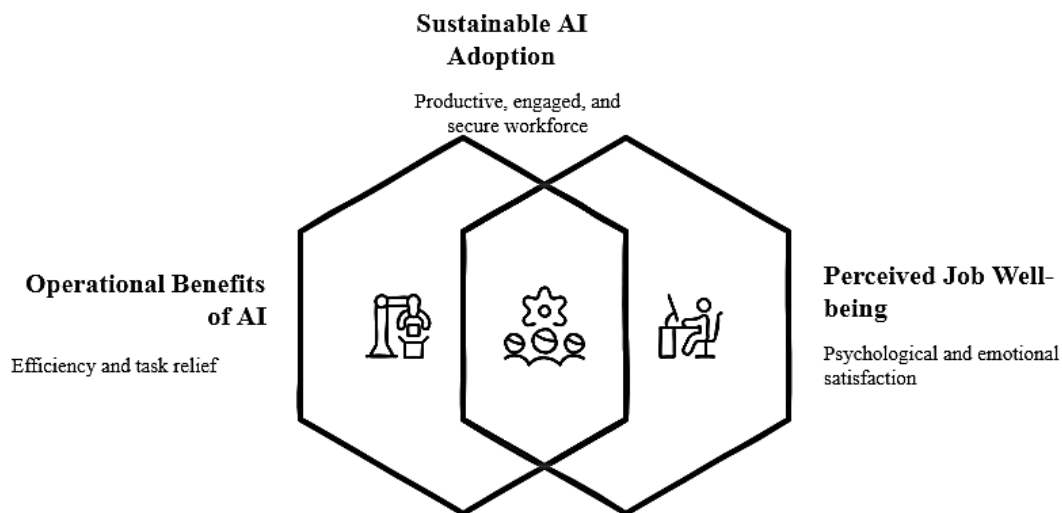 Sustainable AI
Adoption
Productive, engaged, and
secure workforce
Operational Benefits
of AI
Efficiency and task relief
Perceived Job Well-
being
Psychological and emotional
satisfaction